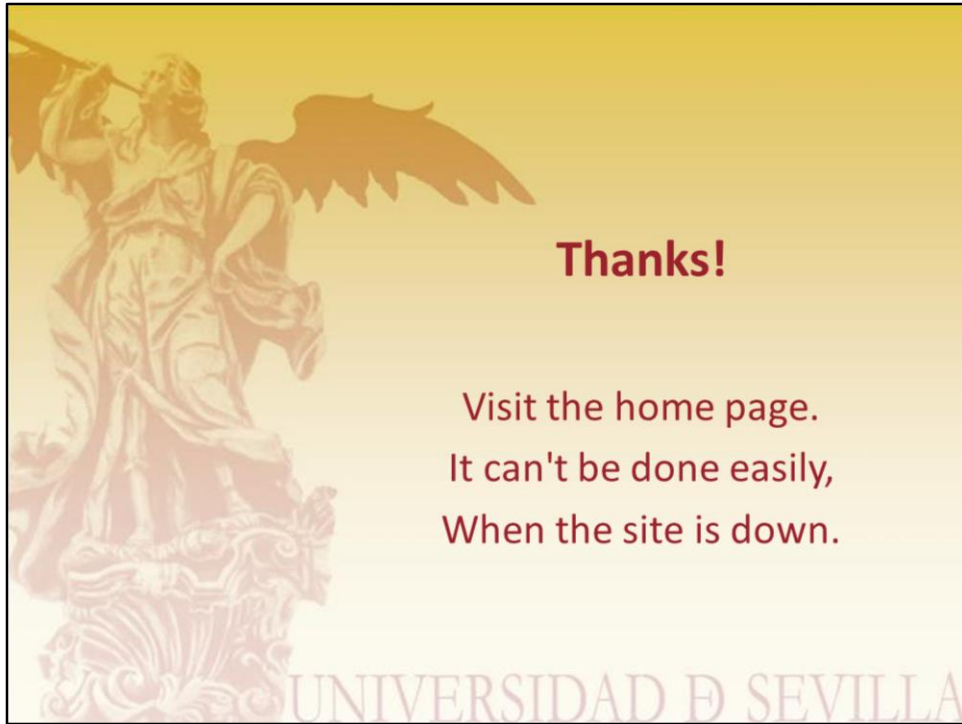 Thanks!
Visit the home page.
It can't be done easily,
When the site is down.
UNIVERSIDAD Đ SEVILLA